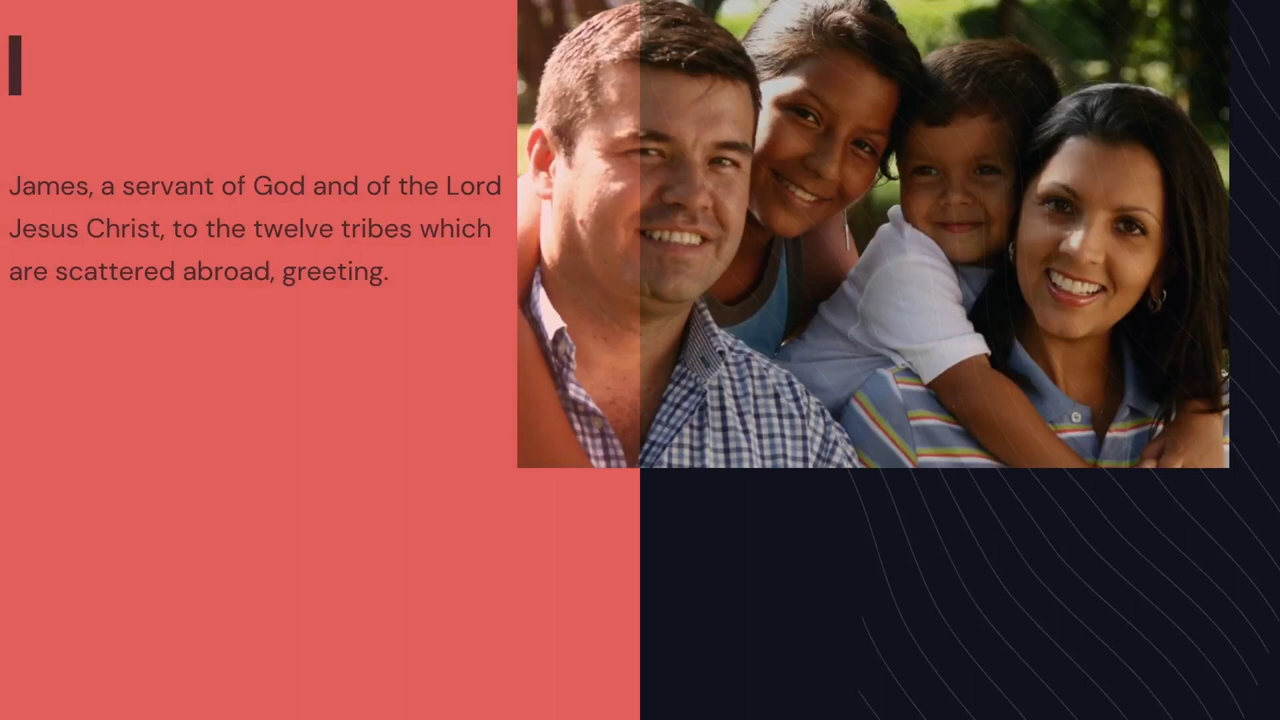 I
James, a servant of God and of the Lord
Jesus Christ, to the twelve tribes which
are scattered abroad, greeting.